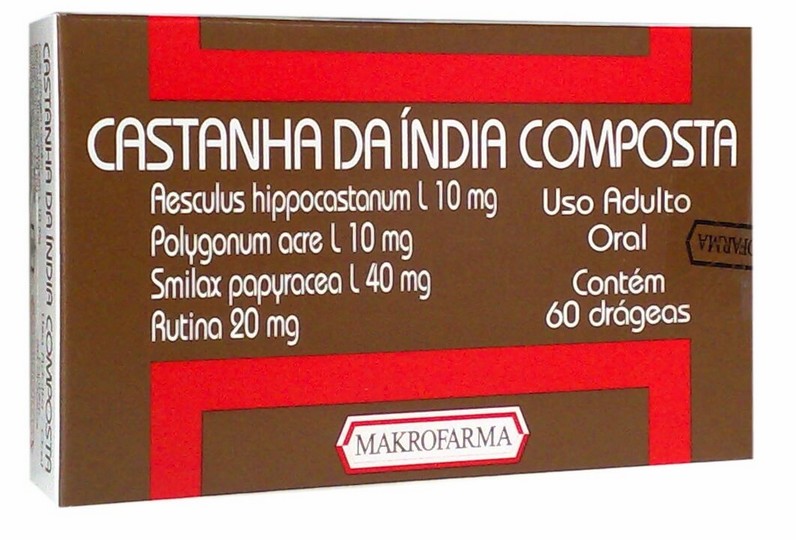 CASTANHA DA ÍNDIA COMPOSTA
Aesculus hippocastanum L 10 mg
Polygonum acre L 10 mg
Smilax papyracea L 40 mg
Rutina 20 mg
Uso Adulto
Oral
Contém
60 drágeas
MAKROFARMA
OFARMA
CASTANHA DA ÍNDIA COMPOSTA